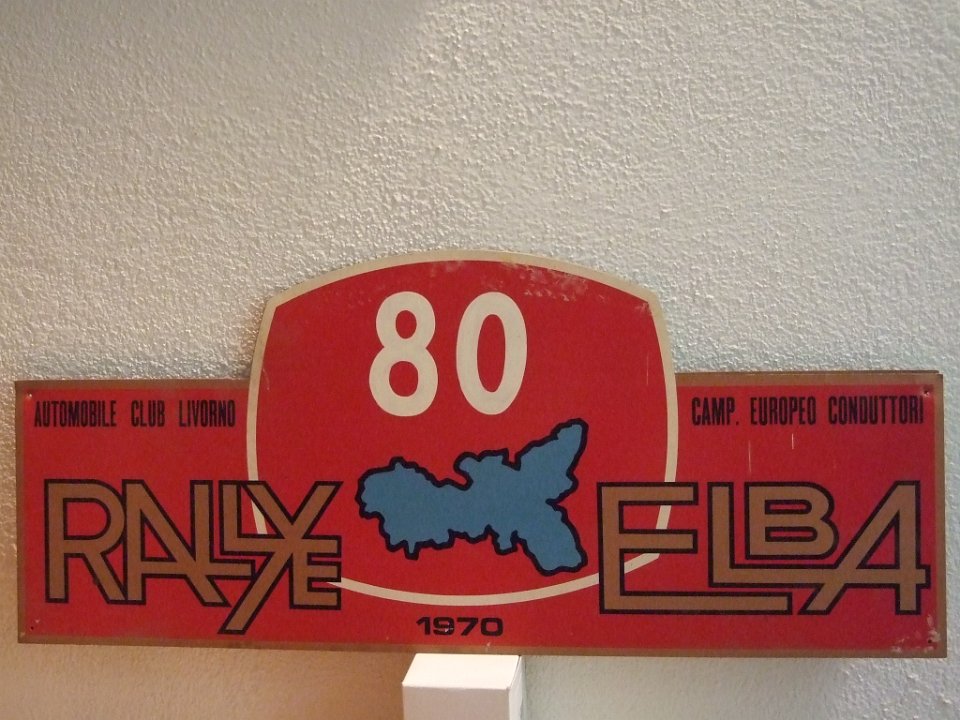 80
AUTOMOBILE CLUB LIVORNO
CAMP. EUROPEO CONDUTTORI
RALLYE ELBA
1970